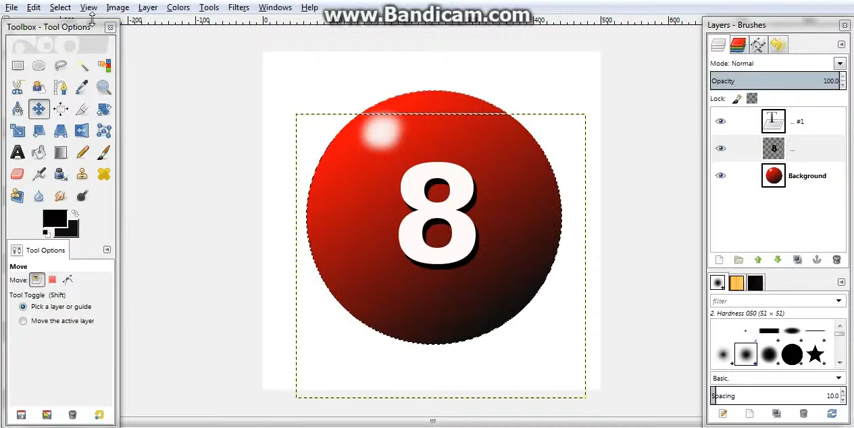 File Edit Select View Image Layer Colors Tools Filters Windows Help
www.Bandicam.com
Toolbox - Tool Options
Layers - Brushes
Mode: Normal
Opacity 100.0
Lock:
... #1
8
...
Background
8
Tool Options
Move
Move:
Tool Toggle (Shift)
Pick a layer or guide
Move the active layer
filter
2. Hardness 050 (51 × 51)
Basic.
Spacing 10.0